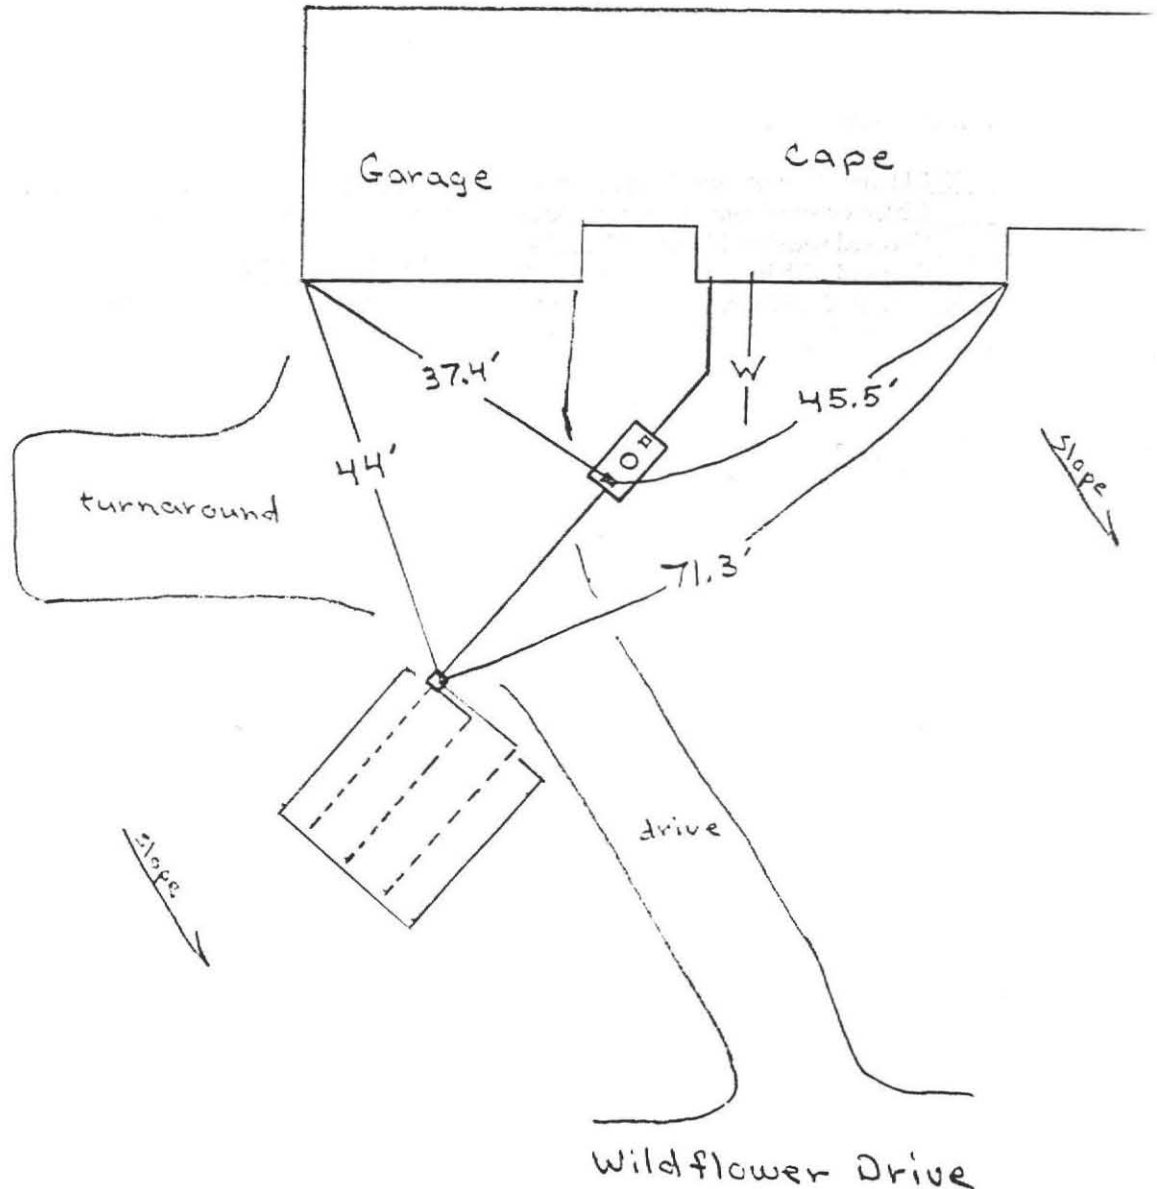 Garage
Cape
37.4'
W
45.5'
44'
Slope
turnaround
71.3'
drive
Slope
Wildflower Drive